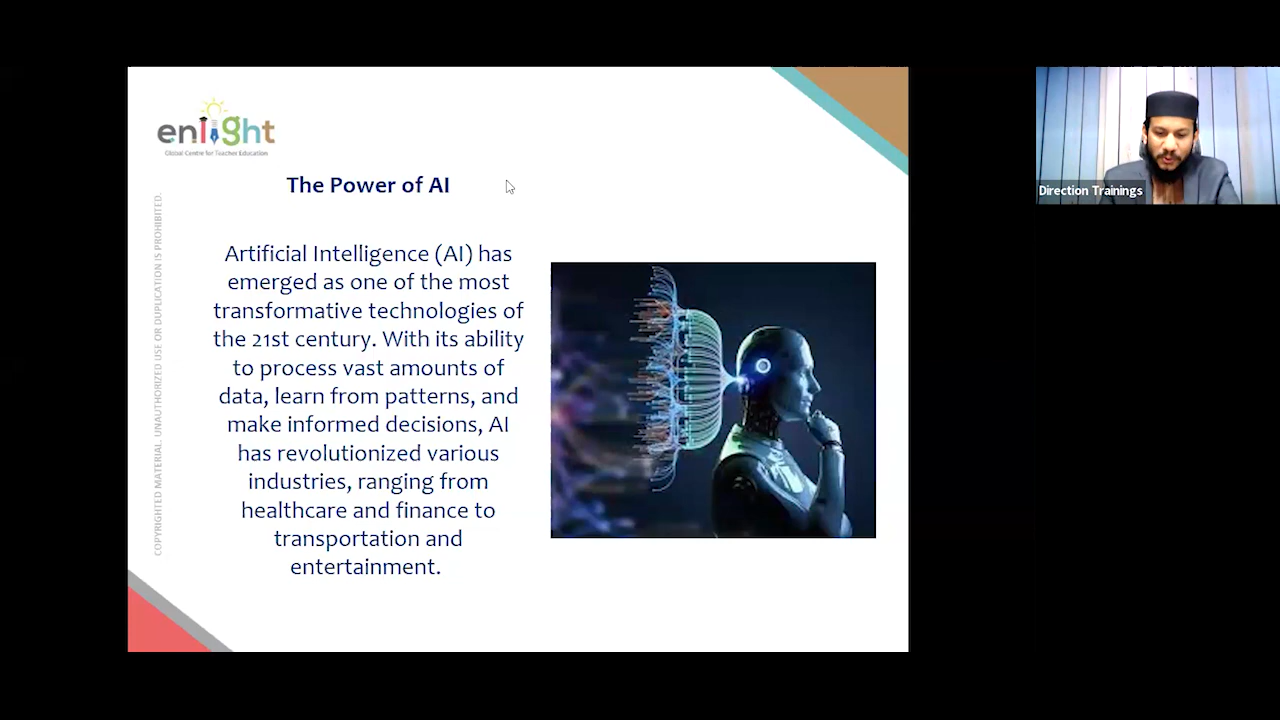 enlight
Global Centre for Teacher Education
The Power of AI
COPYRIGHTED MATERIAL. UNAUTHORIZED USE OR DUPLICATION IS PROHIBITED.
Artificial Intelligence (AI) has
emerged as one of the most
transformative technologies of
the 21st century. With its ability
to process vast amounts of
data, learn from patterns, and
make informed decisions, AI
has revolutionized various
industries, ranging from
healthcare and finance to
transportation and
entertainment.
Direction Trainings